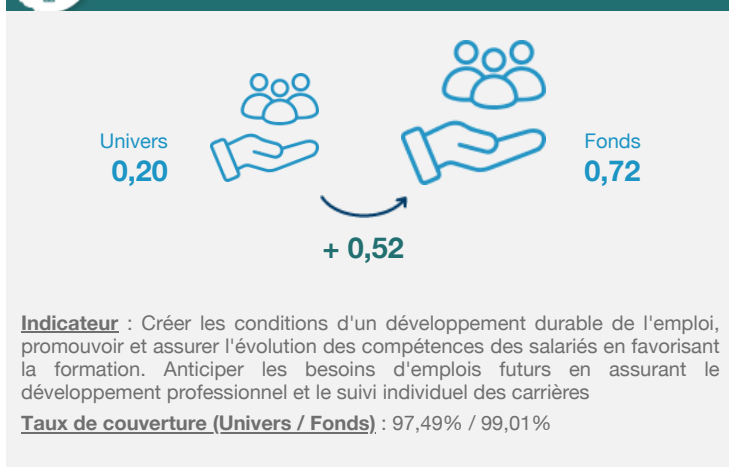 Univers
0,20
Fonds
0,72
+ 0,52
Indicateur : Créer les conditions d'un développement durable de l'emploi,
promouvoir et assurer l'évolution des compétences des salariés en favorisant
la formation. Anticiper les besoins d'emplois futurs en assurant le
développement professionnel et le suivi individuel des carrières
Taux de couverture (Univers / Fonds) : 97,49% / 99,01%